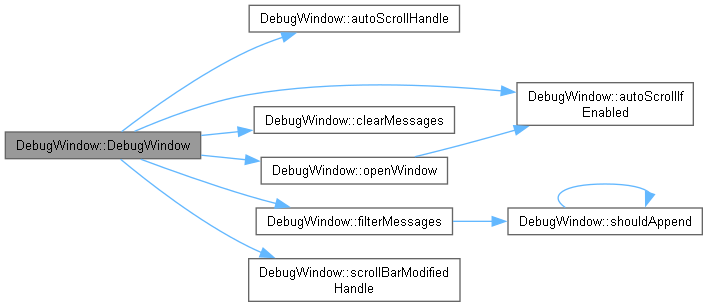 DebugWindow::DebugWindow
DebugWindow::autoScrollHandle
DebugWindow::autoScrollIf
Enabled
DebugWindow::clearMessages
DebugWindow::openWindow
DebugWindow::filterMessages
DebugWindow::shouldAppend
DebugWindow::scrollBarModified
Handle